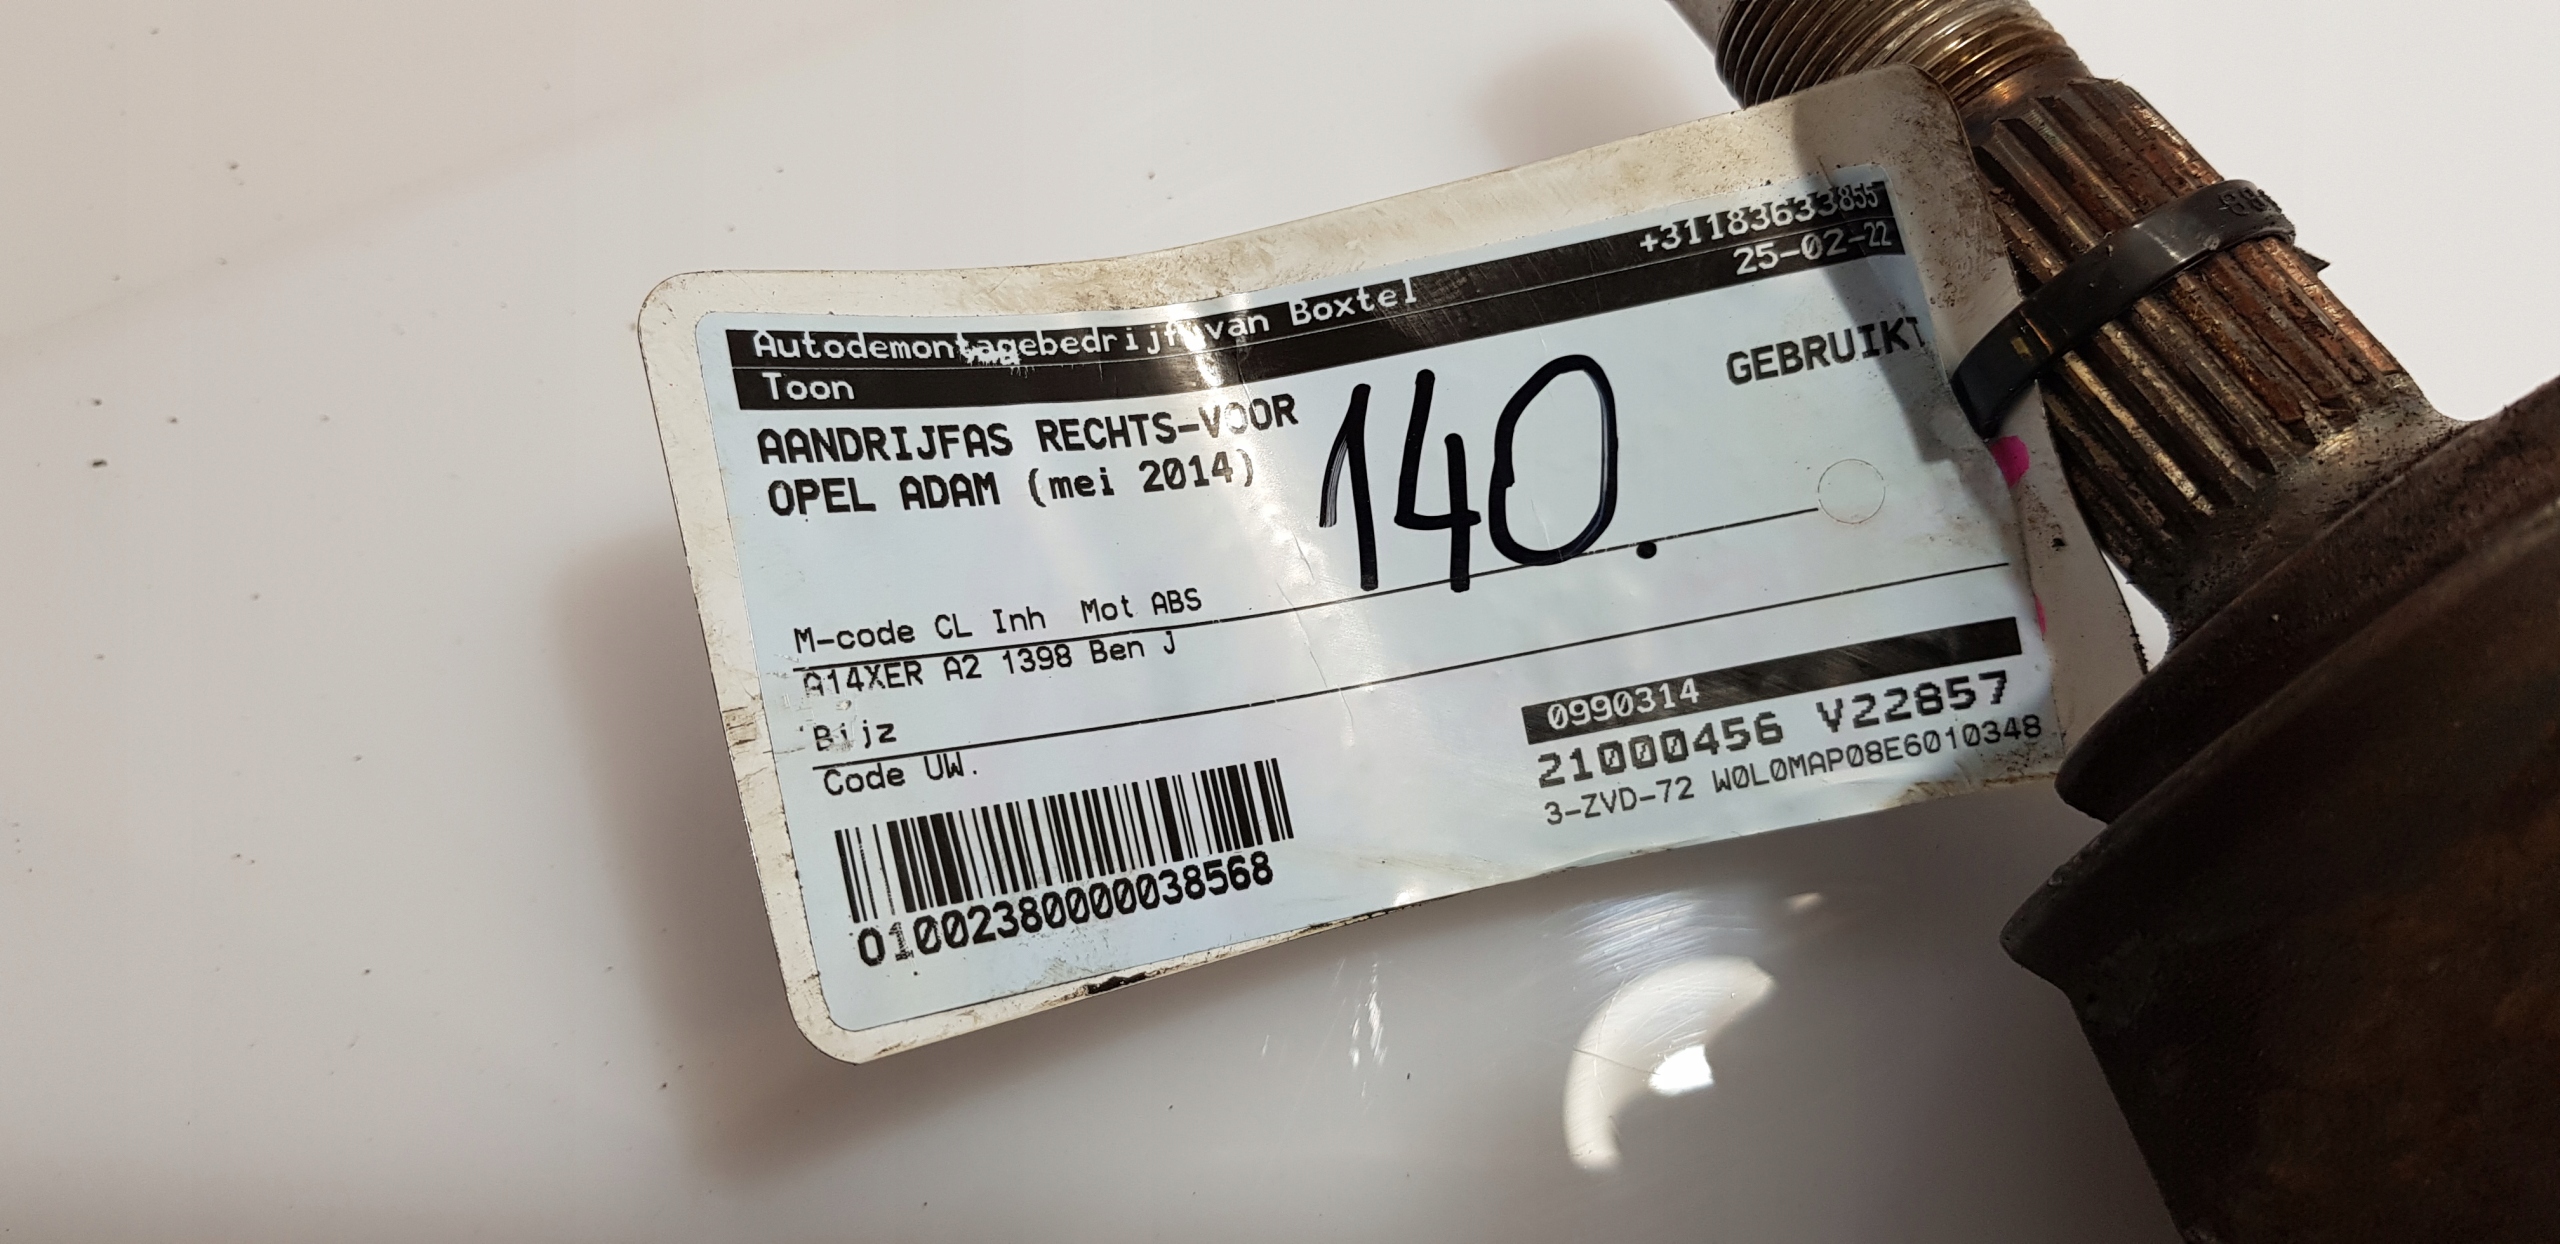 Autodemontagebedrijf van Boxtel +31183633855
Toon 25-02-22
AANDRIJFAS RECHTS-VOOR GEBRUIKT
OPEL ADAM (mei 2014)
140.
M-code CL Inh Mot ABS
A14XER A2 1398 Ben J
Bijz
Code UW.
0990314
21000456 V22857
3-ZVD-72 W0L0MAP08E6010348
0100238000038568